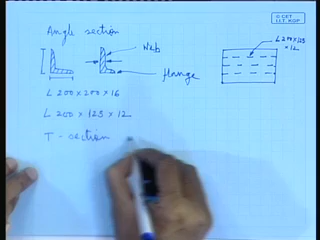 © CET
I.I.T. KGP
Angle section
Web
Flange
∠ 200 x 125
x 12
∠ 200 x 200 x 16
∠ 200 x 125 x 12
T - section